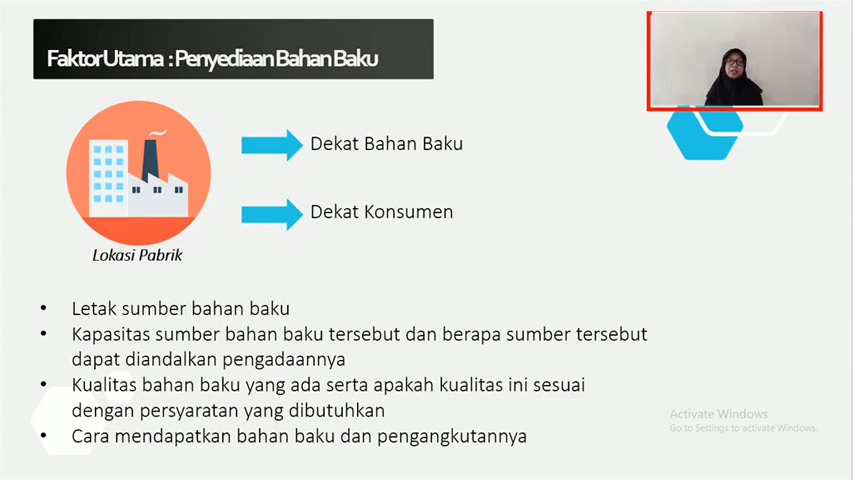 Faktor Utama : Penyediaan Bahan Baku
Dekat Bahan Baku
Dekat Konsumen
Lokasi Pabrik
• Letak sumber bahan baku
• Kapasitas sumber bahan baku tersebut dan berapa sumber tersebut
dapat diandalkan pengadaannya
• Kualitas bahan baku yang ada serta apakah kualitas ini sesuai
dengan persyaratan yang dibutuhkan
• Cara mendapatkan bahan baku dan pengangkutannya
Activate Windows
Go to Settings to activate Windows.